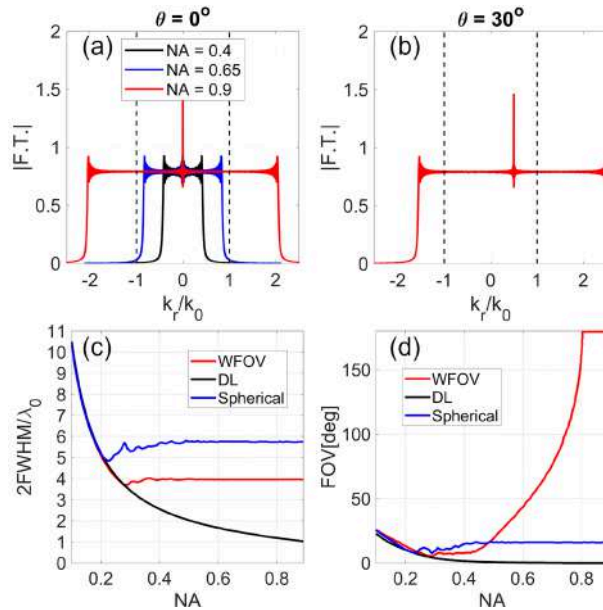 θ = 0°
θ = 30°
(a)
NA = 0.4
NA = 0.65
NA = 0.9
(b)
|F.T.|
2
1.5
1
0.5
0
-2
-1
0
1
2
k_r/k_0
|F.T.|
2
1.5
1
0.5
0
-2
-1
0
1
2
k_r/k_0
(c)
WFOV
DL
Spherical
2FWHM/λ_0
11
10
9
8
7
6
5
4
3
2
1
0
0.2
0.4
0.6
0.8
NA
(d)
WFOV
DL
Spherical
FOV[deg]
150
100
50
0
0.2
0.4
0.6
0.8
NA